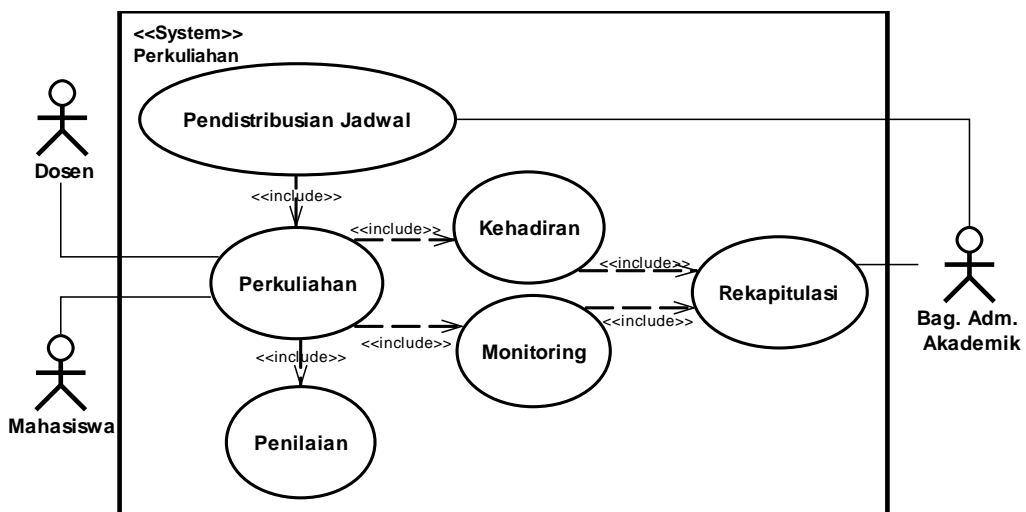 <<System>>
Perkuliahan
Pendistribusian Jadwal
Dosen
<<include>>
Kehadiran
<<include>>
Perkuliahan
<<include>>
Rekapitulasi
Bag. Adm.
Akademik
<<include>>
<<include>>
Monitoring
<<include>>
Mahasiswa
Penilaian